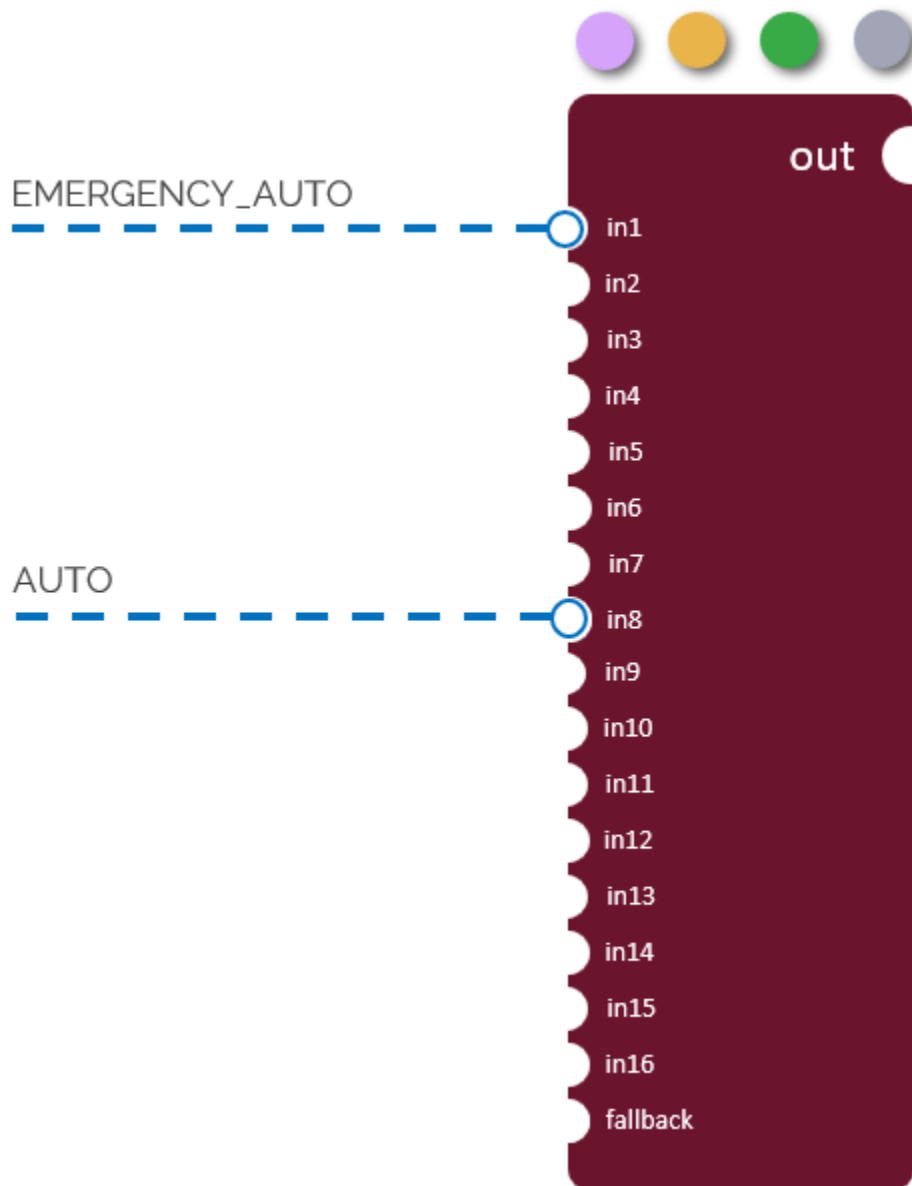 out
EMERGENCY_AUTO
in1
in2
in3
in4
in5
in6
in7
AUTO
in8
in9
in10
in11
in12
in13
in14
in15
in16
fallback